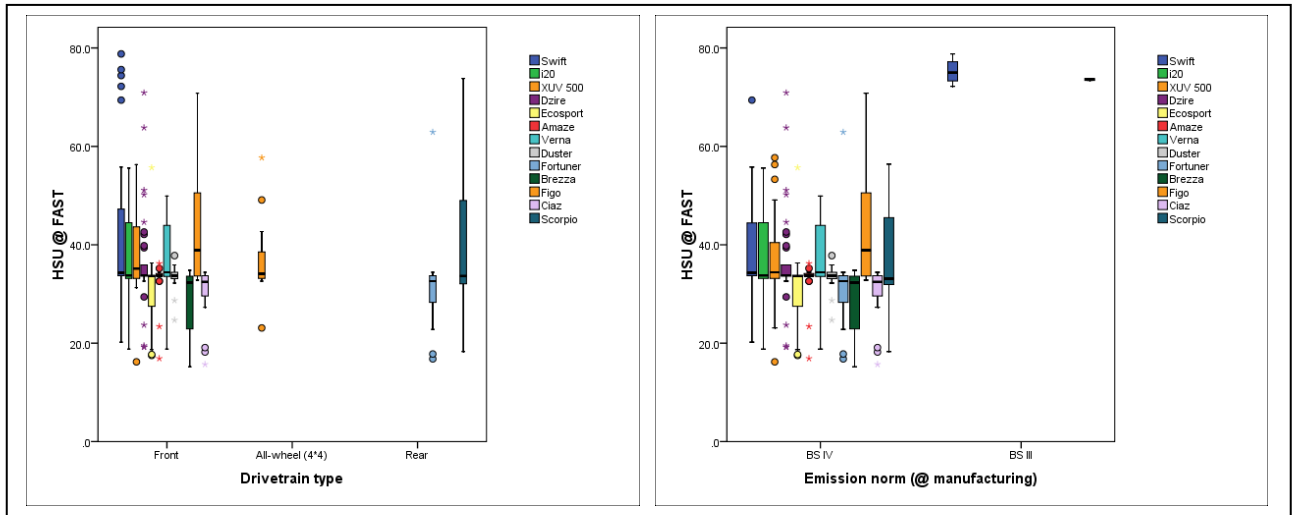 HSU @ FAST
80.0
60.0
40.0
20.0
.0
Front
All-wheel (4*4)
Rear
Drivetrain type
Swift
i20
XUV 500
Dzire
Ecosport
Amaze
Verna
Duster
Fortuner
Brezza
Figo
Ciaz
Scorpio
HSU @ FAST
80.0
60.0
40.0
20.0
.0
BS IV
BS III
Emission norm (@ manufacturing)
Swift
i20
XUV 500
Dzire
Ecosport
Amaze
Verna
Duster
Fortuner
Brezza
Figo
Ciaz
Scorpio